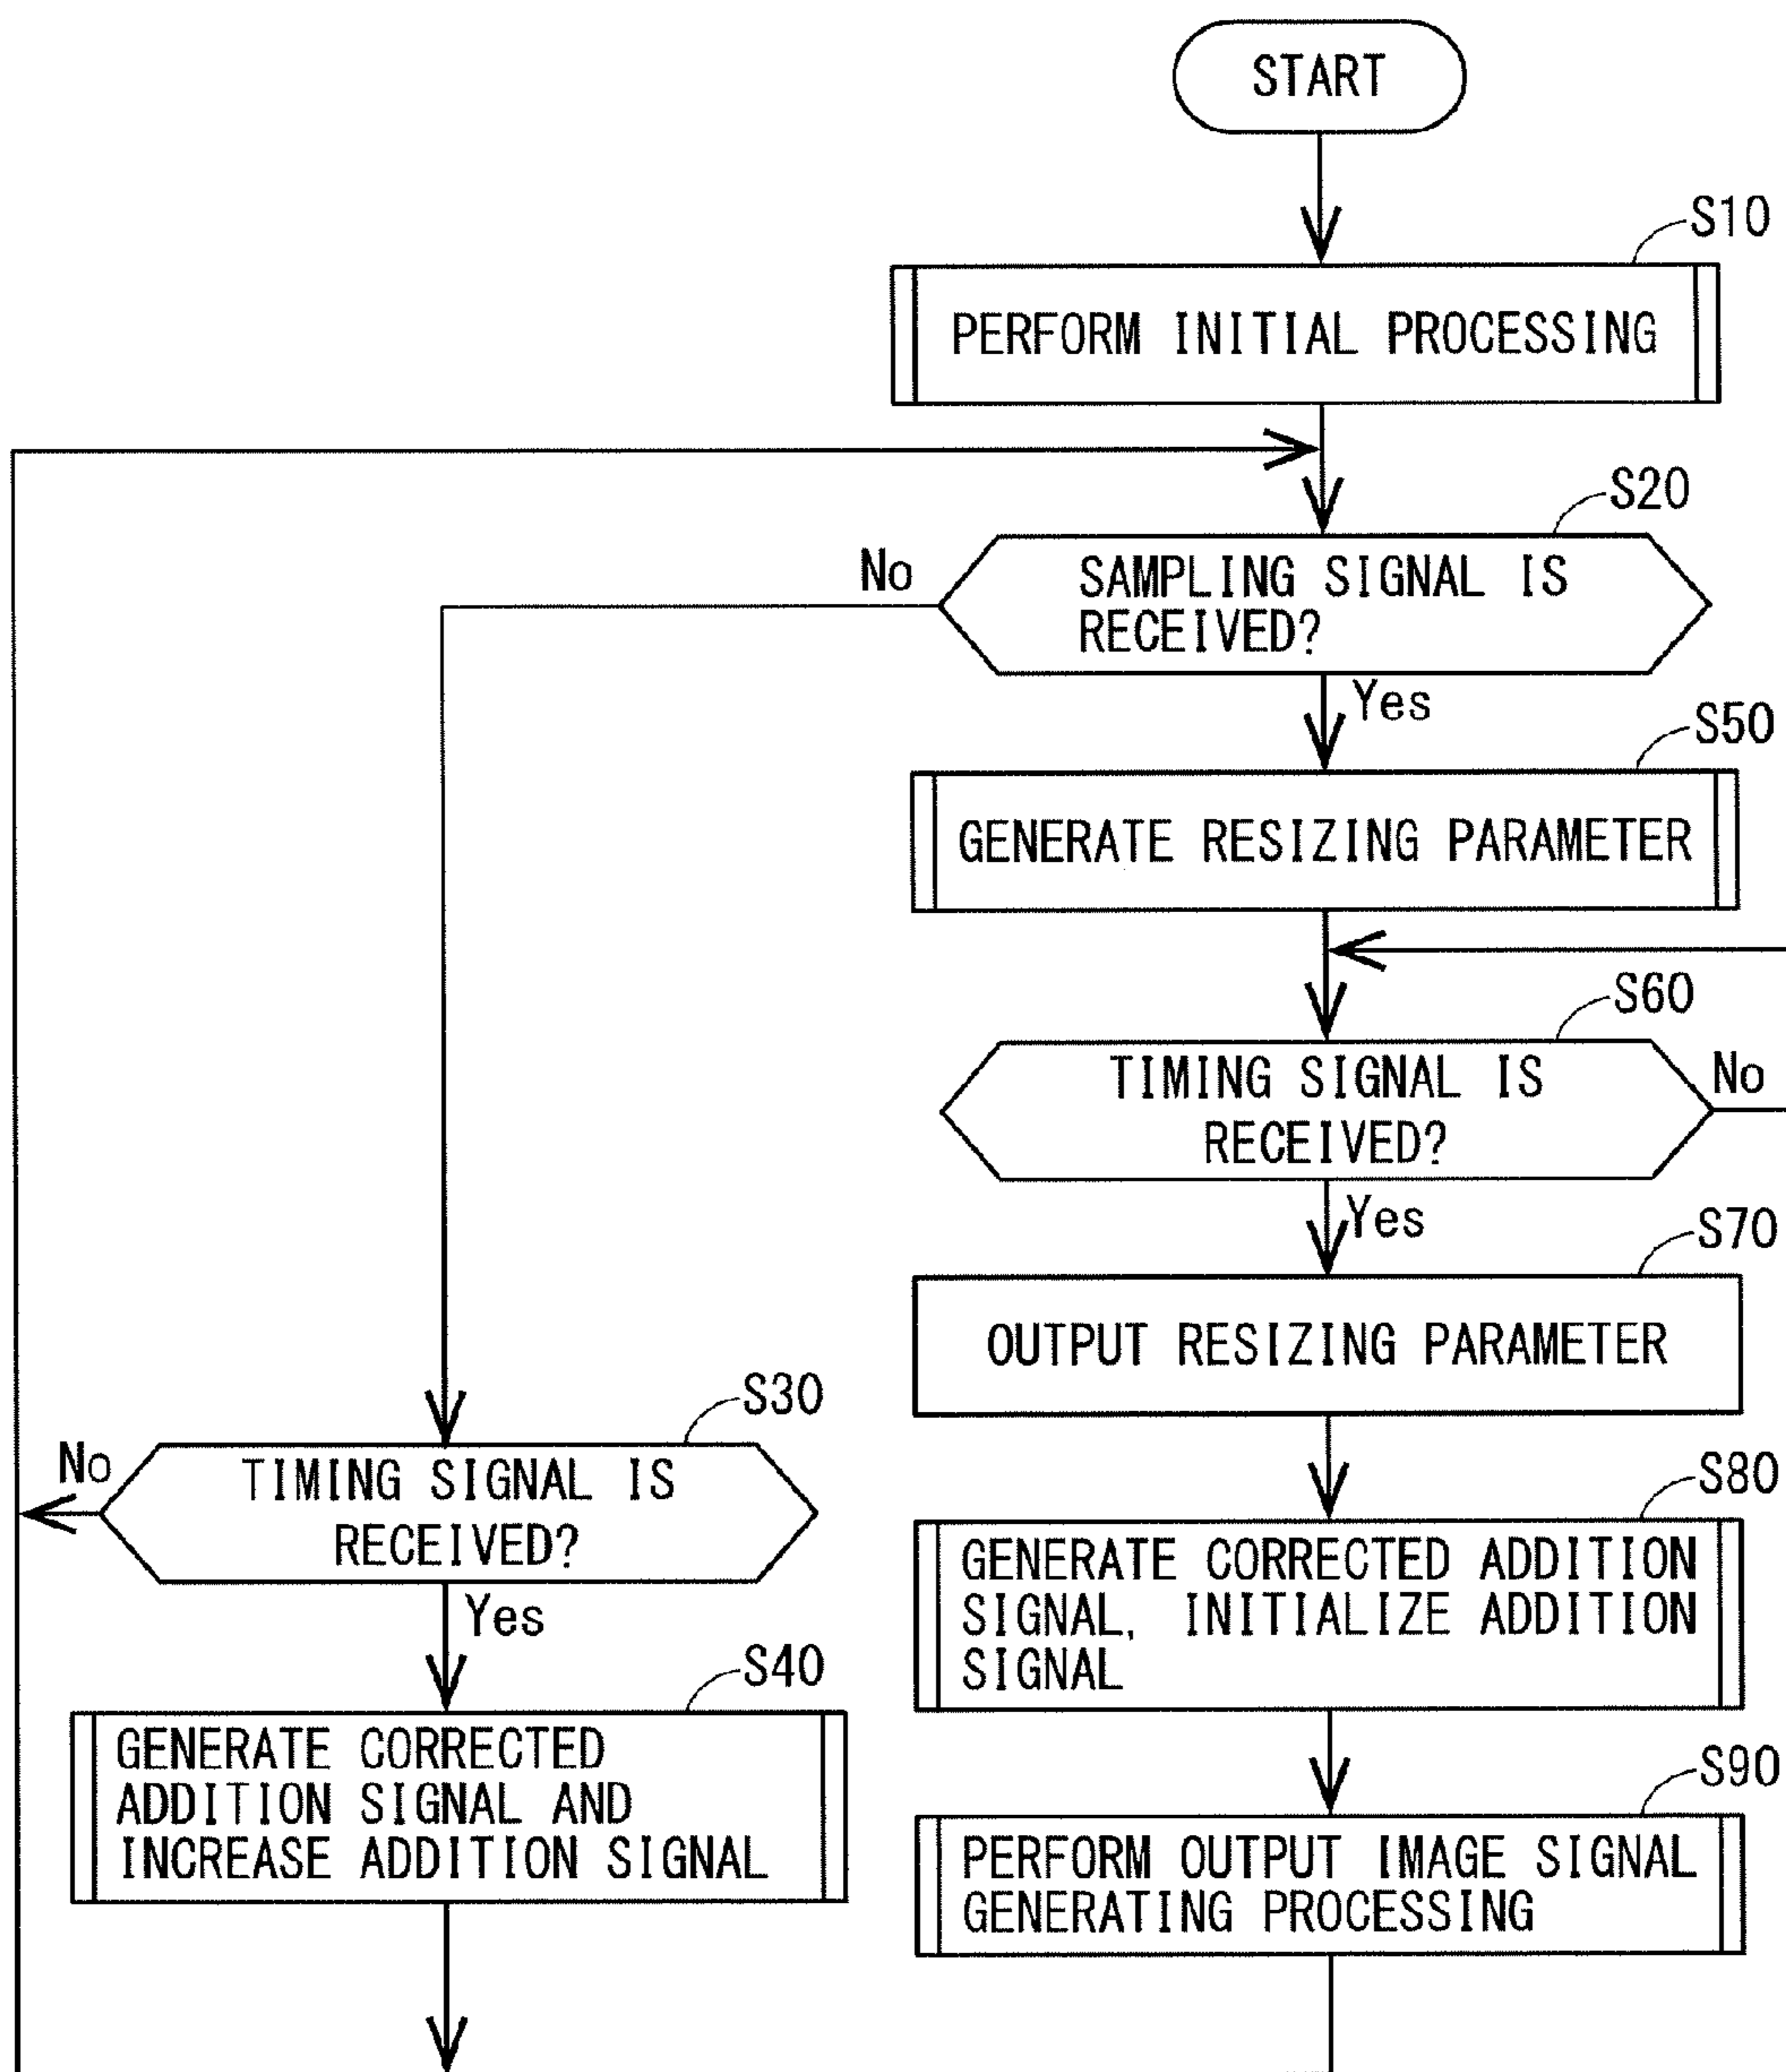 START
S10
PERFORM INITIAL PROCESSING
S20
SAMPLING SIGNAL IS
RECEIVED?
No
Yes
S50
GENERATE RESIZING PARAMETER
S60
TIMING SIGNAL IS
RECEIVED?
No
Yes
S70
OUTPUT RESIZING PARAMETER
S30
TIMING SIGNAL IS
RECEIVED?
No
Yes
S80
GENERATE CORRECTED ADDITION
SIGNAL, INITIALIZE ADDITION
SIGNAL
S40
GENERATE CORRECTED
ADDITION SIGNAL AND
INCREASE ADDITION SIGNAL
S90
PERFORM OUTPUT IMAGE SIGNAL
GENERATING PROCESSING